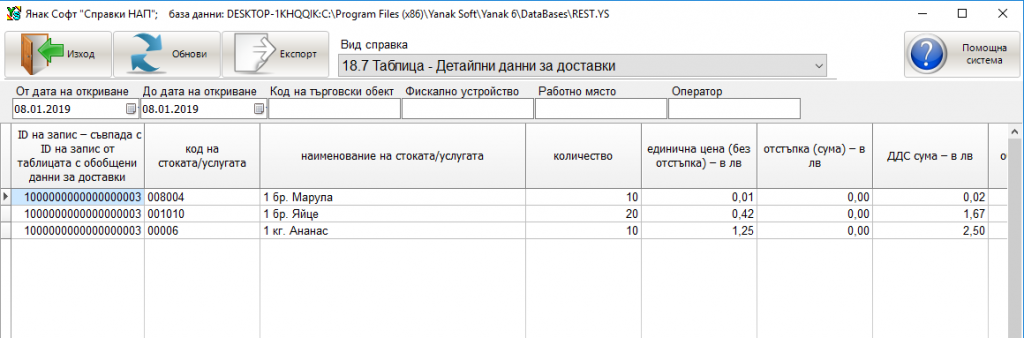 Янак Софт "Справки НАП";    база данни: DESKTOP-1KHQQIK:C:\Program Files (x86)\Yanak Soft\Yanak 6\DataBases\REST.YS
Изход
Обнови
Експорт
Вид справка
18.7 Таблица - Детайлни данни за доставки
Помощна
система
От дата на откриване До дата на откриване Код на търговски обект Фискално устройство Работно място Оператор
08.01.2019 08.01.2019
ID на запис – съвпада с
ID на запис от
таблицата с обобщени
данни за доставки
код на
стоката/услугата
наименование на стоката/услугата
количество
единична цена (без
отстъпка) – в лв
отстъпка (сума) – в
лв
ДДС сума – в лв
1000000000000000003 008004 1 бр. Марула 10 0,01 0,00 0,02
1000000000000000003 001010 1 бр. Яйце 20 0,42 0,00 1,67
1000000000000000003 00006 1 кг. Ананас 10 1,25 0,00 2,50